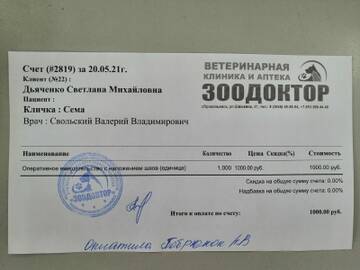 Счет (#2819) за 20.05.21г.
Клиент (№22) :
Дьяченко Светлана Михайловна
Пациент :
Кличка : Сема
Врач : Свольский Валерий Владимирович
ВЕТЕРИНАРНАЯ
КЛИНИКА И АПТЕКА
ЗООДОКТОР
Наименование Количество Цена Скидка(%) Стоимость
Оперативное вмешательство с наложением шва (единица) 1,000 1000.00 руб. 1000.00 руб.
Скидка на общую сумму счета: 0.00%
Надбавка на общую сумму счета: 0.00%
Итого к оплате по счету: 1000.00 руб.
ЗООДОКТОР
Оплатила